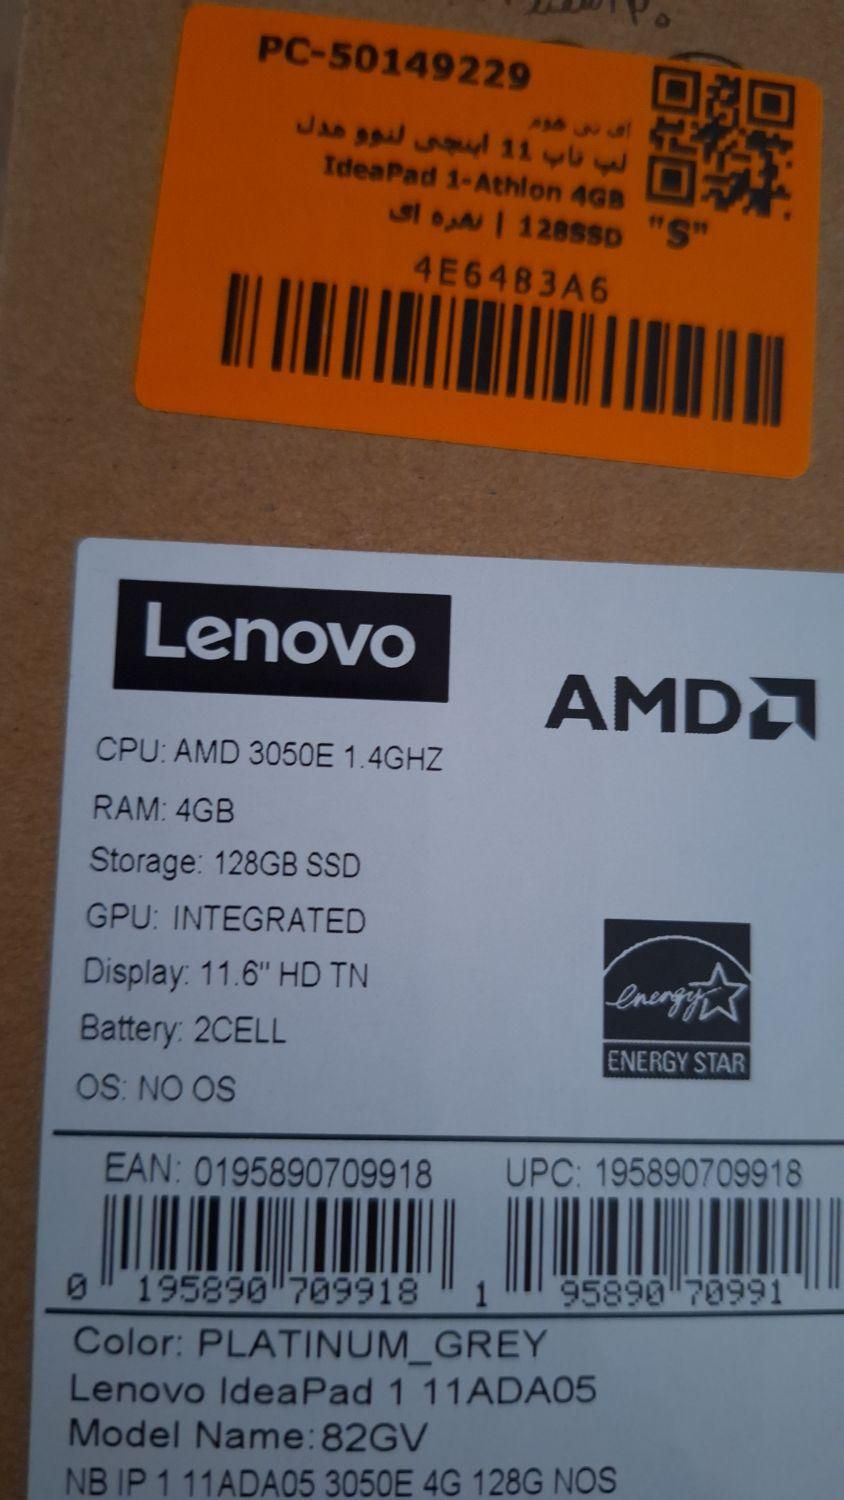 PC-50149229
ای تی هوم
لپ تاپ 11 اینچی لنوو مدل
IdeaPad 1-Athlon 4GB
128SSD | نقره ای
"S"
4E6483A6
Lenovo
AMD
CPU: AMD 3050E 1.4GHZ
RAM: 4GB
Storage: 128GB SSD
GPU: INTEGRATED
Display: 11.6" HD TN
Battery: 2CELL
OS: NO OS
energy
ENERGY STAR
EAN: 0195890709918 UPC: 195890709918
0 195890 709918 1 95890 70991
Color: PLATINUM_GREY
Lenovo IdeaPad 1 11ADA05
Model Name:82GV
NB IP 1 11ADA05 3050E 4G 128G NOS